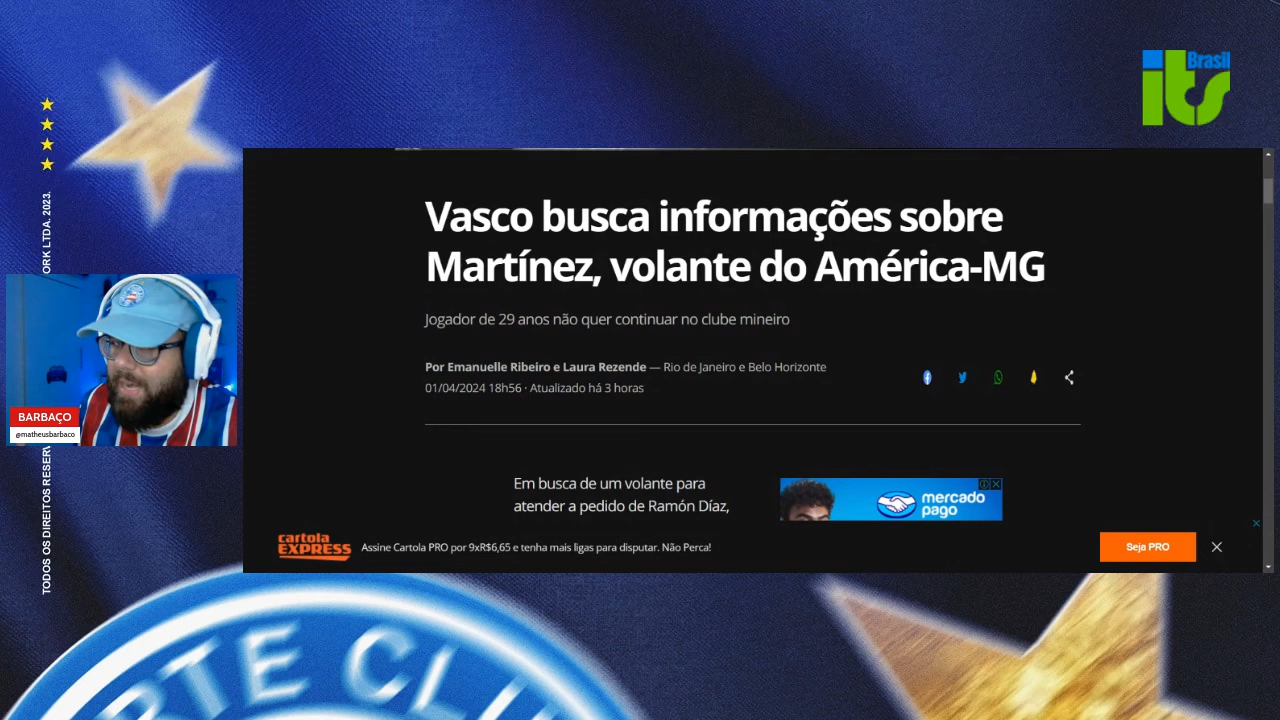 Brasil
its
Vasco busca informações sobre
Martínez, volante do América-MG
Jogador de 29 anos não quer continuar no clube mineiro
Por Emanuelle Ribeiro e Laura Rezende — Rio de Janeiro e Belo Horizonte
01/04/2024 18h56 · Atualizado há 3 horas
Em busca de um volante para
atender a pedido de Ramón Díaz,
mercado
pago
cartola
EXPRESS
Assine Cartola PRO por 9xR$6,65 e tenha mais ligas para disputar. Não Perca!
Seja PRO
BARBAÇO
@matheusbarbaco
TODOS OS DIREITOS RESERV
ORK LTDA. 2023.
RTE CLU